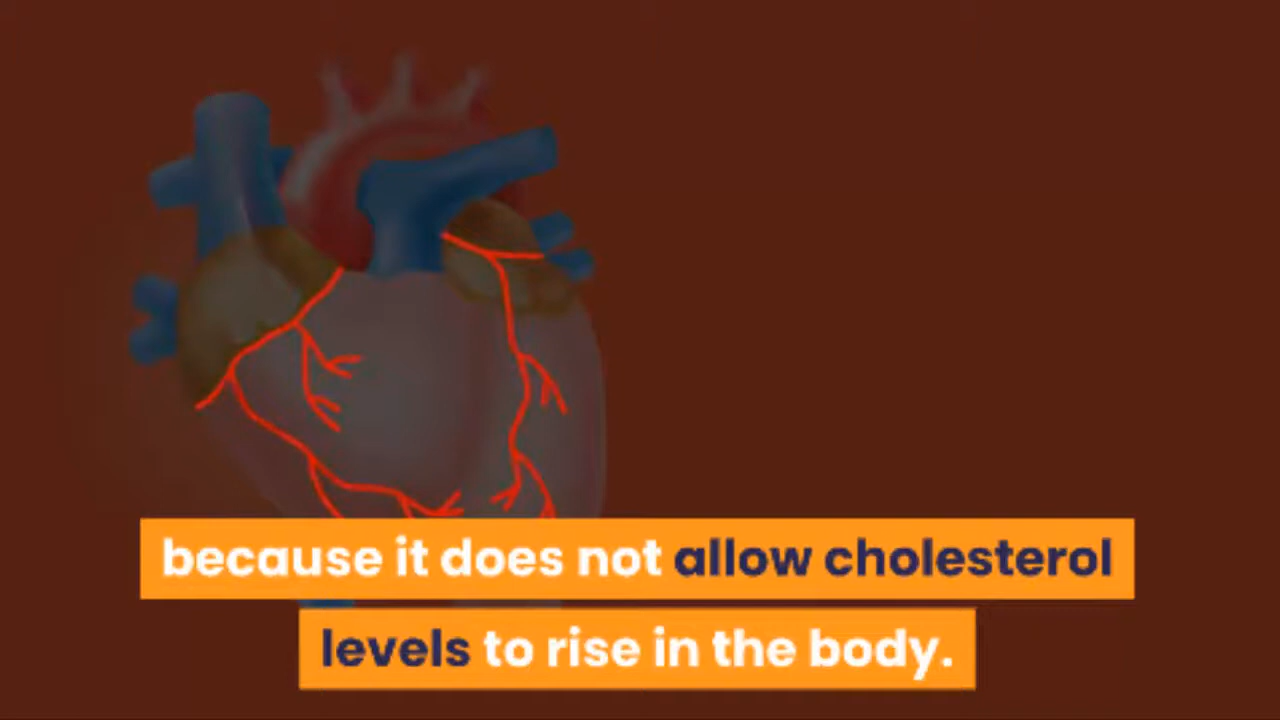 because it does not allow cholesterol
levels to rise in the body.